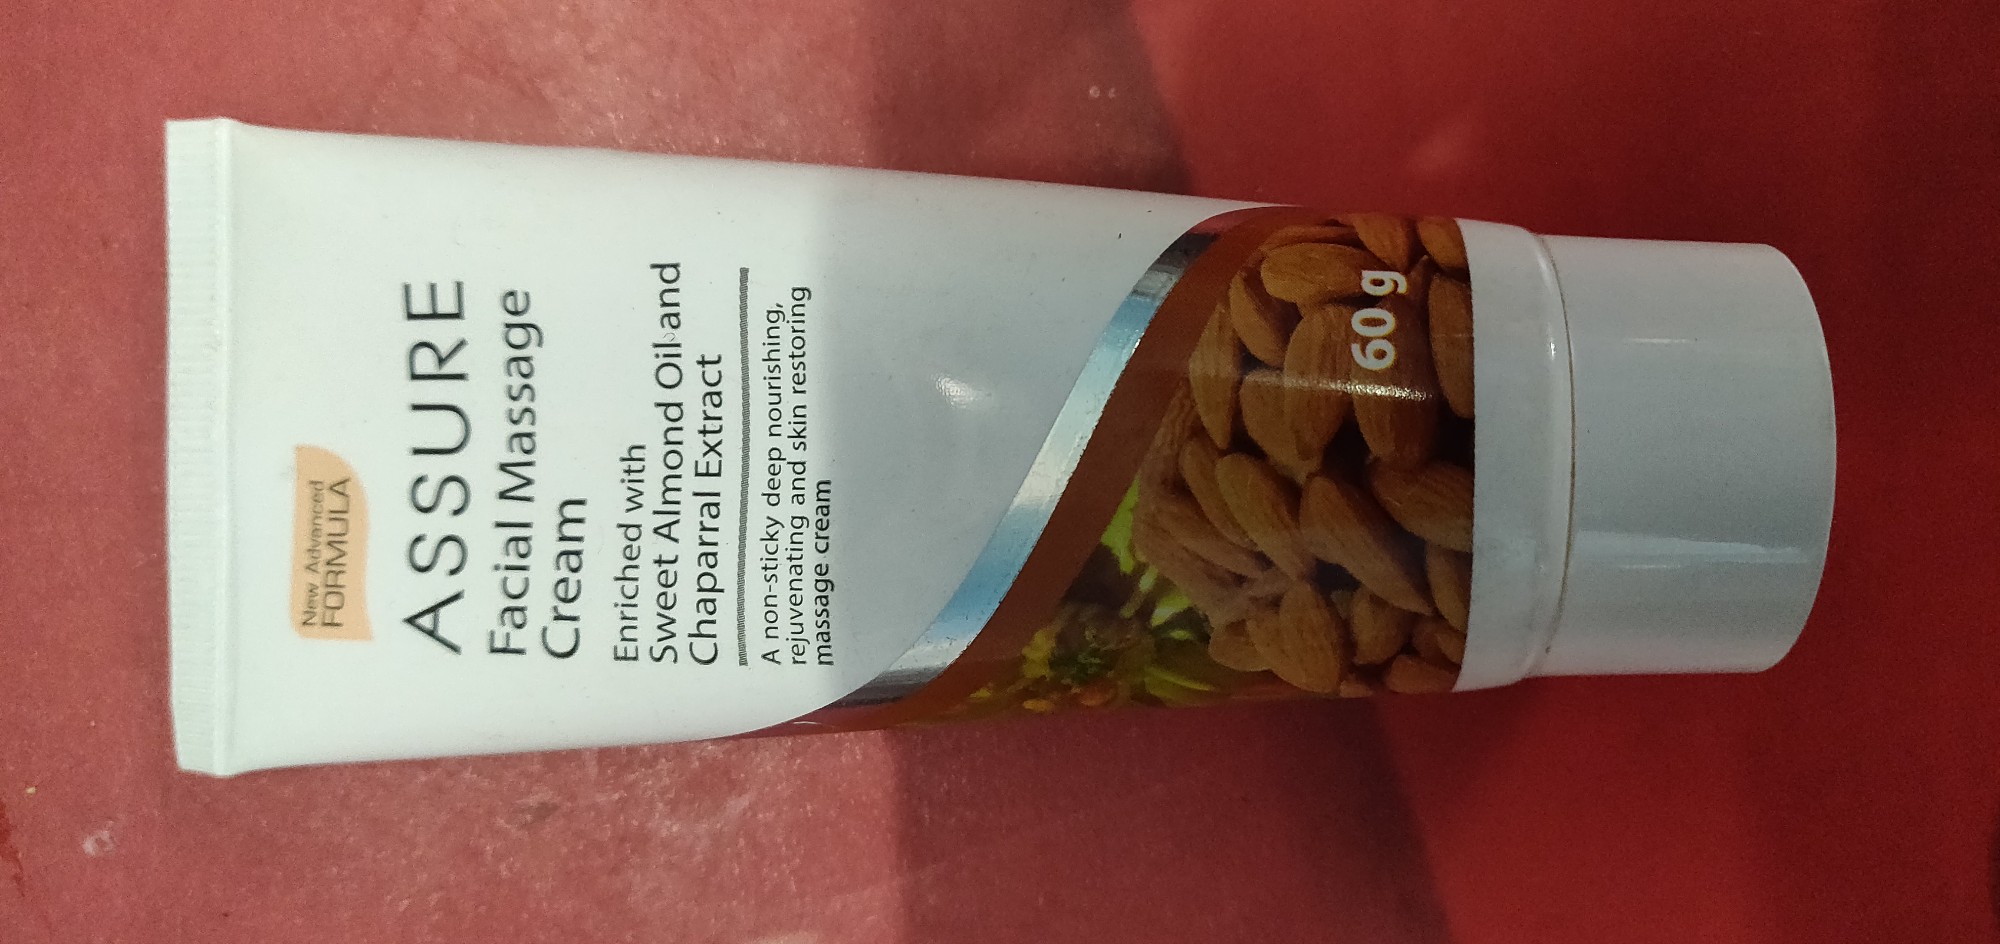 New Advanced
FORMULA
ASSURE
Facial Massage
Cream
Enriched with
Sweet Almond Oil and
Chaparral Extract
A non-sticky deep nourishing,
rejuvenating and skin restoring
massage cream
60 g